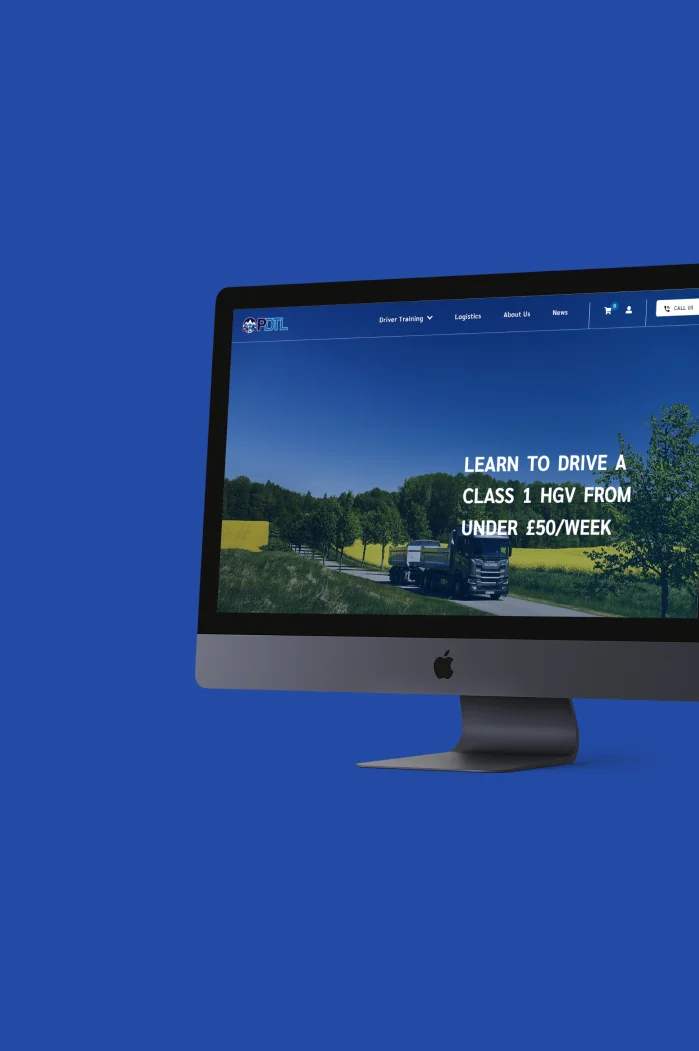 PDTL
Driver Training
Logistics
About Us
News
0
CALL US
LEARN TO DRIVE A
CLASS 1 HGV FROM
UNDER £50/WEEK